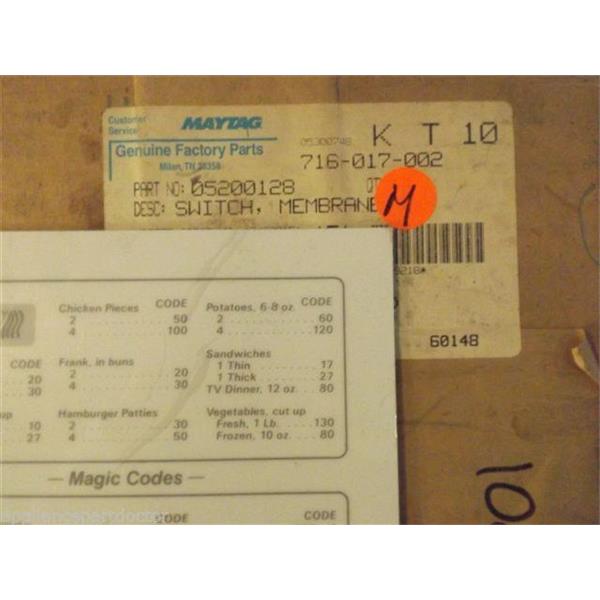 Customer Service MAYTAG
Genuine Factory Parts
Milan, TN 38358
05300748 K T 10
716-017-002
PART NO: 05200128
DESC: SWITCH, MEMBRANE
M
60148
Chicken Pieces CODE
2 50
4 100
Frank, in buns
2 20
4 30
Hamburger Patties
2 30
4 50
Potatoes, 6-8 oz. CODE
2 60
4 120
Sandwiches
1 Thin 17
1 Thick 27
TV Dinner, 12 oz. 80
Vegetables, cut up
Fresh, 1 Lb. 130
Frozen, 10 oz. 80
CODE
20
30
up 10
27
— Magic Codes —
CODE
CODE